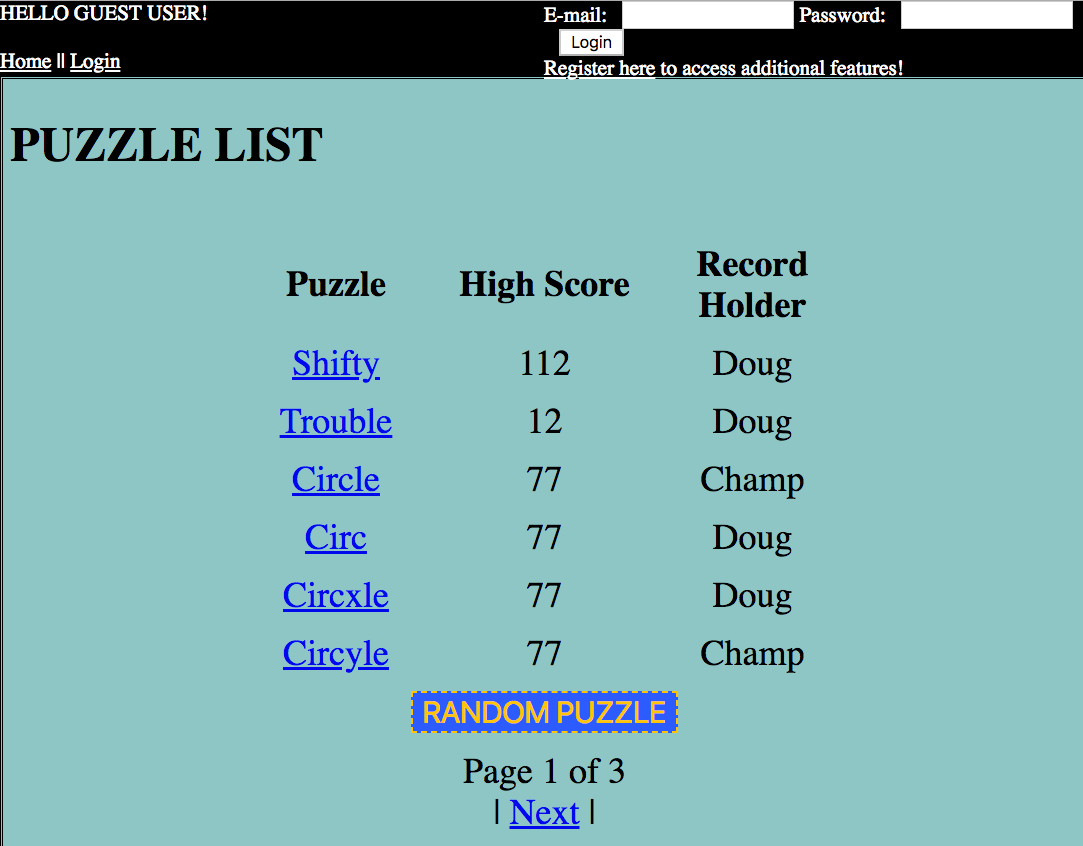 HELLO GUEST USER!
E-mail: Password:
Login
Home || Login
Register here to access additional features!
PUZZLE LIST
Puzzle High Score Record Holder
Shifty 112 Doug
Trouble 12 Doug
Circle 77 Champ
Circ 77 Doug
Circxle 77 Doug
Circyle 77 Champ
RANDOM PUZZLE
Page 1 of 3
| Next |